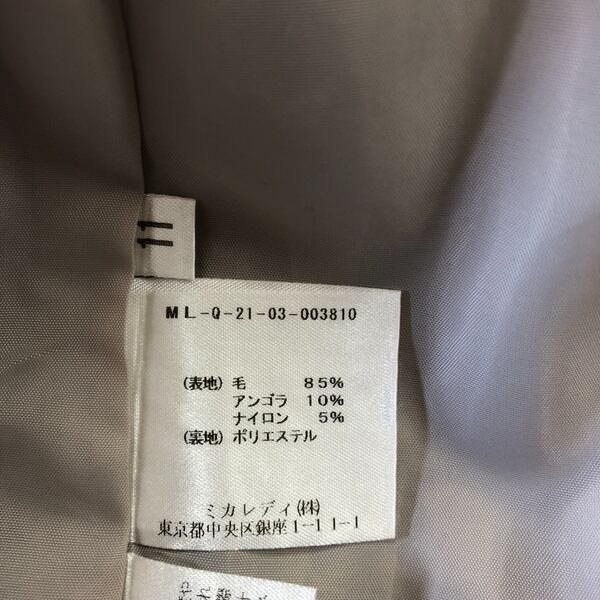 11
ML-Q-21-03-003810
(表地) 毛 85%
アンゴラ 10%
ナイロン 5%
(裏地) ポリエステル
ミカレディ(株)
東京都中央区銀座1-11-1